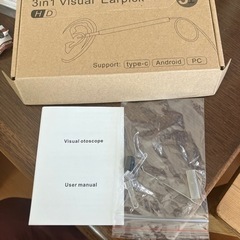 3in1 Visual Earpick
HD
Support: type-c Android PC
Visual otoscope
User manual